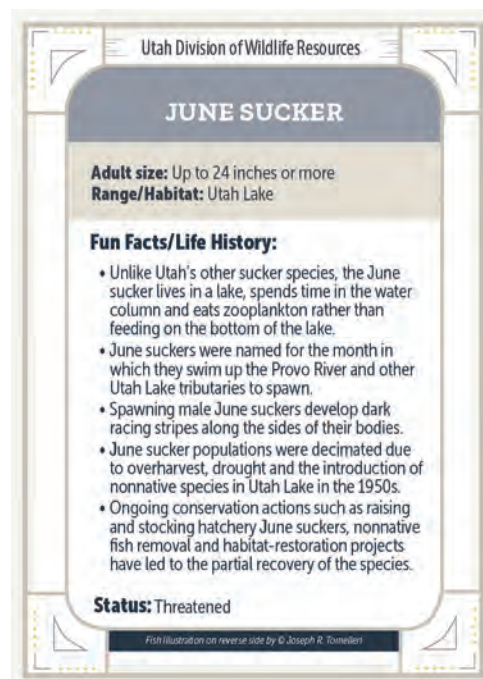 Utah Division of Wildlife Resources
JUNE SUCKER
Adult size: Up to 24 inches or more
Range/Habitat: Utah Lake
Fun Facts/Life History:
• Unlike Utah's other sucker species, the June
sucker lives in a lake, spends time in the water
column and eats zooplankton rather than
feeding on the bottom of the lake.
• June suckers were named for the month in
which they swim up the Provo River and other
Utah Lake tributaries to spawn.
• Spawning male June suckers develop dark
racing stripes along the sides of their bodies.
• June sucker populations were decimated due
to overharvest, drought and the introduction of
nonnative species in Utah Lake in the 1950s.
• Ongoing conservation actions such as raising
and stocking hatchery June suckers, nonnative
fish removal and habitat-restoration projects
have led to the partial recovery of the species.
Status: Threatened
Fish illustration on reverse side by © Joseph R. Tomelleri